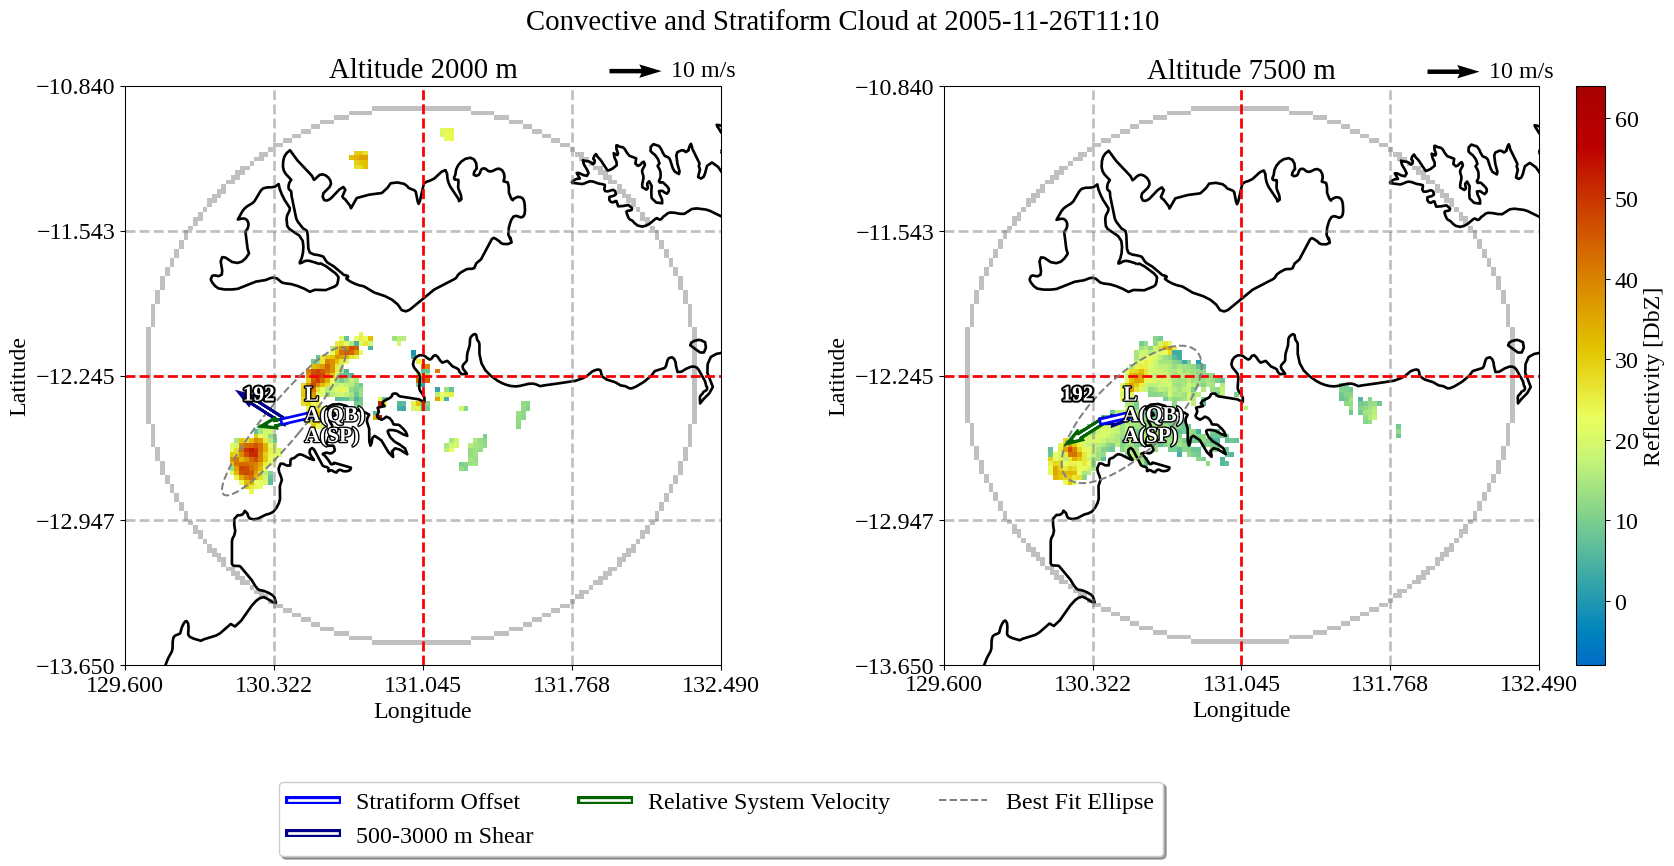 Convective and Stratiform Cloud at 2005-11-26T11:10
Altitude 2000 m
10 m/s
Altitude 7500 m
10 m/s
−10.840
−11.543
−12.245
−12.947
−13.650
Latitude
192
L
A(QB)
A(SP)
129.600
130.322
131.045
131.768
132.490
Longitude
−10.840
−11.543
−12.245
−12.947
−13.650
Latitude
192
L
A(QB)
A(SP)
129.600
130.322
131.045
131.768
132.490
Longitude
60
50
40
30
20
10
0
Reflectivity [DbZ]
Stratiform Offset
500-3000 m Shear
Relative System Velocity
Best Fit Ellipse